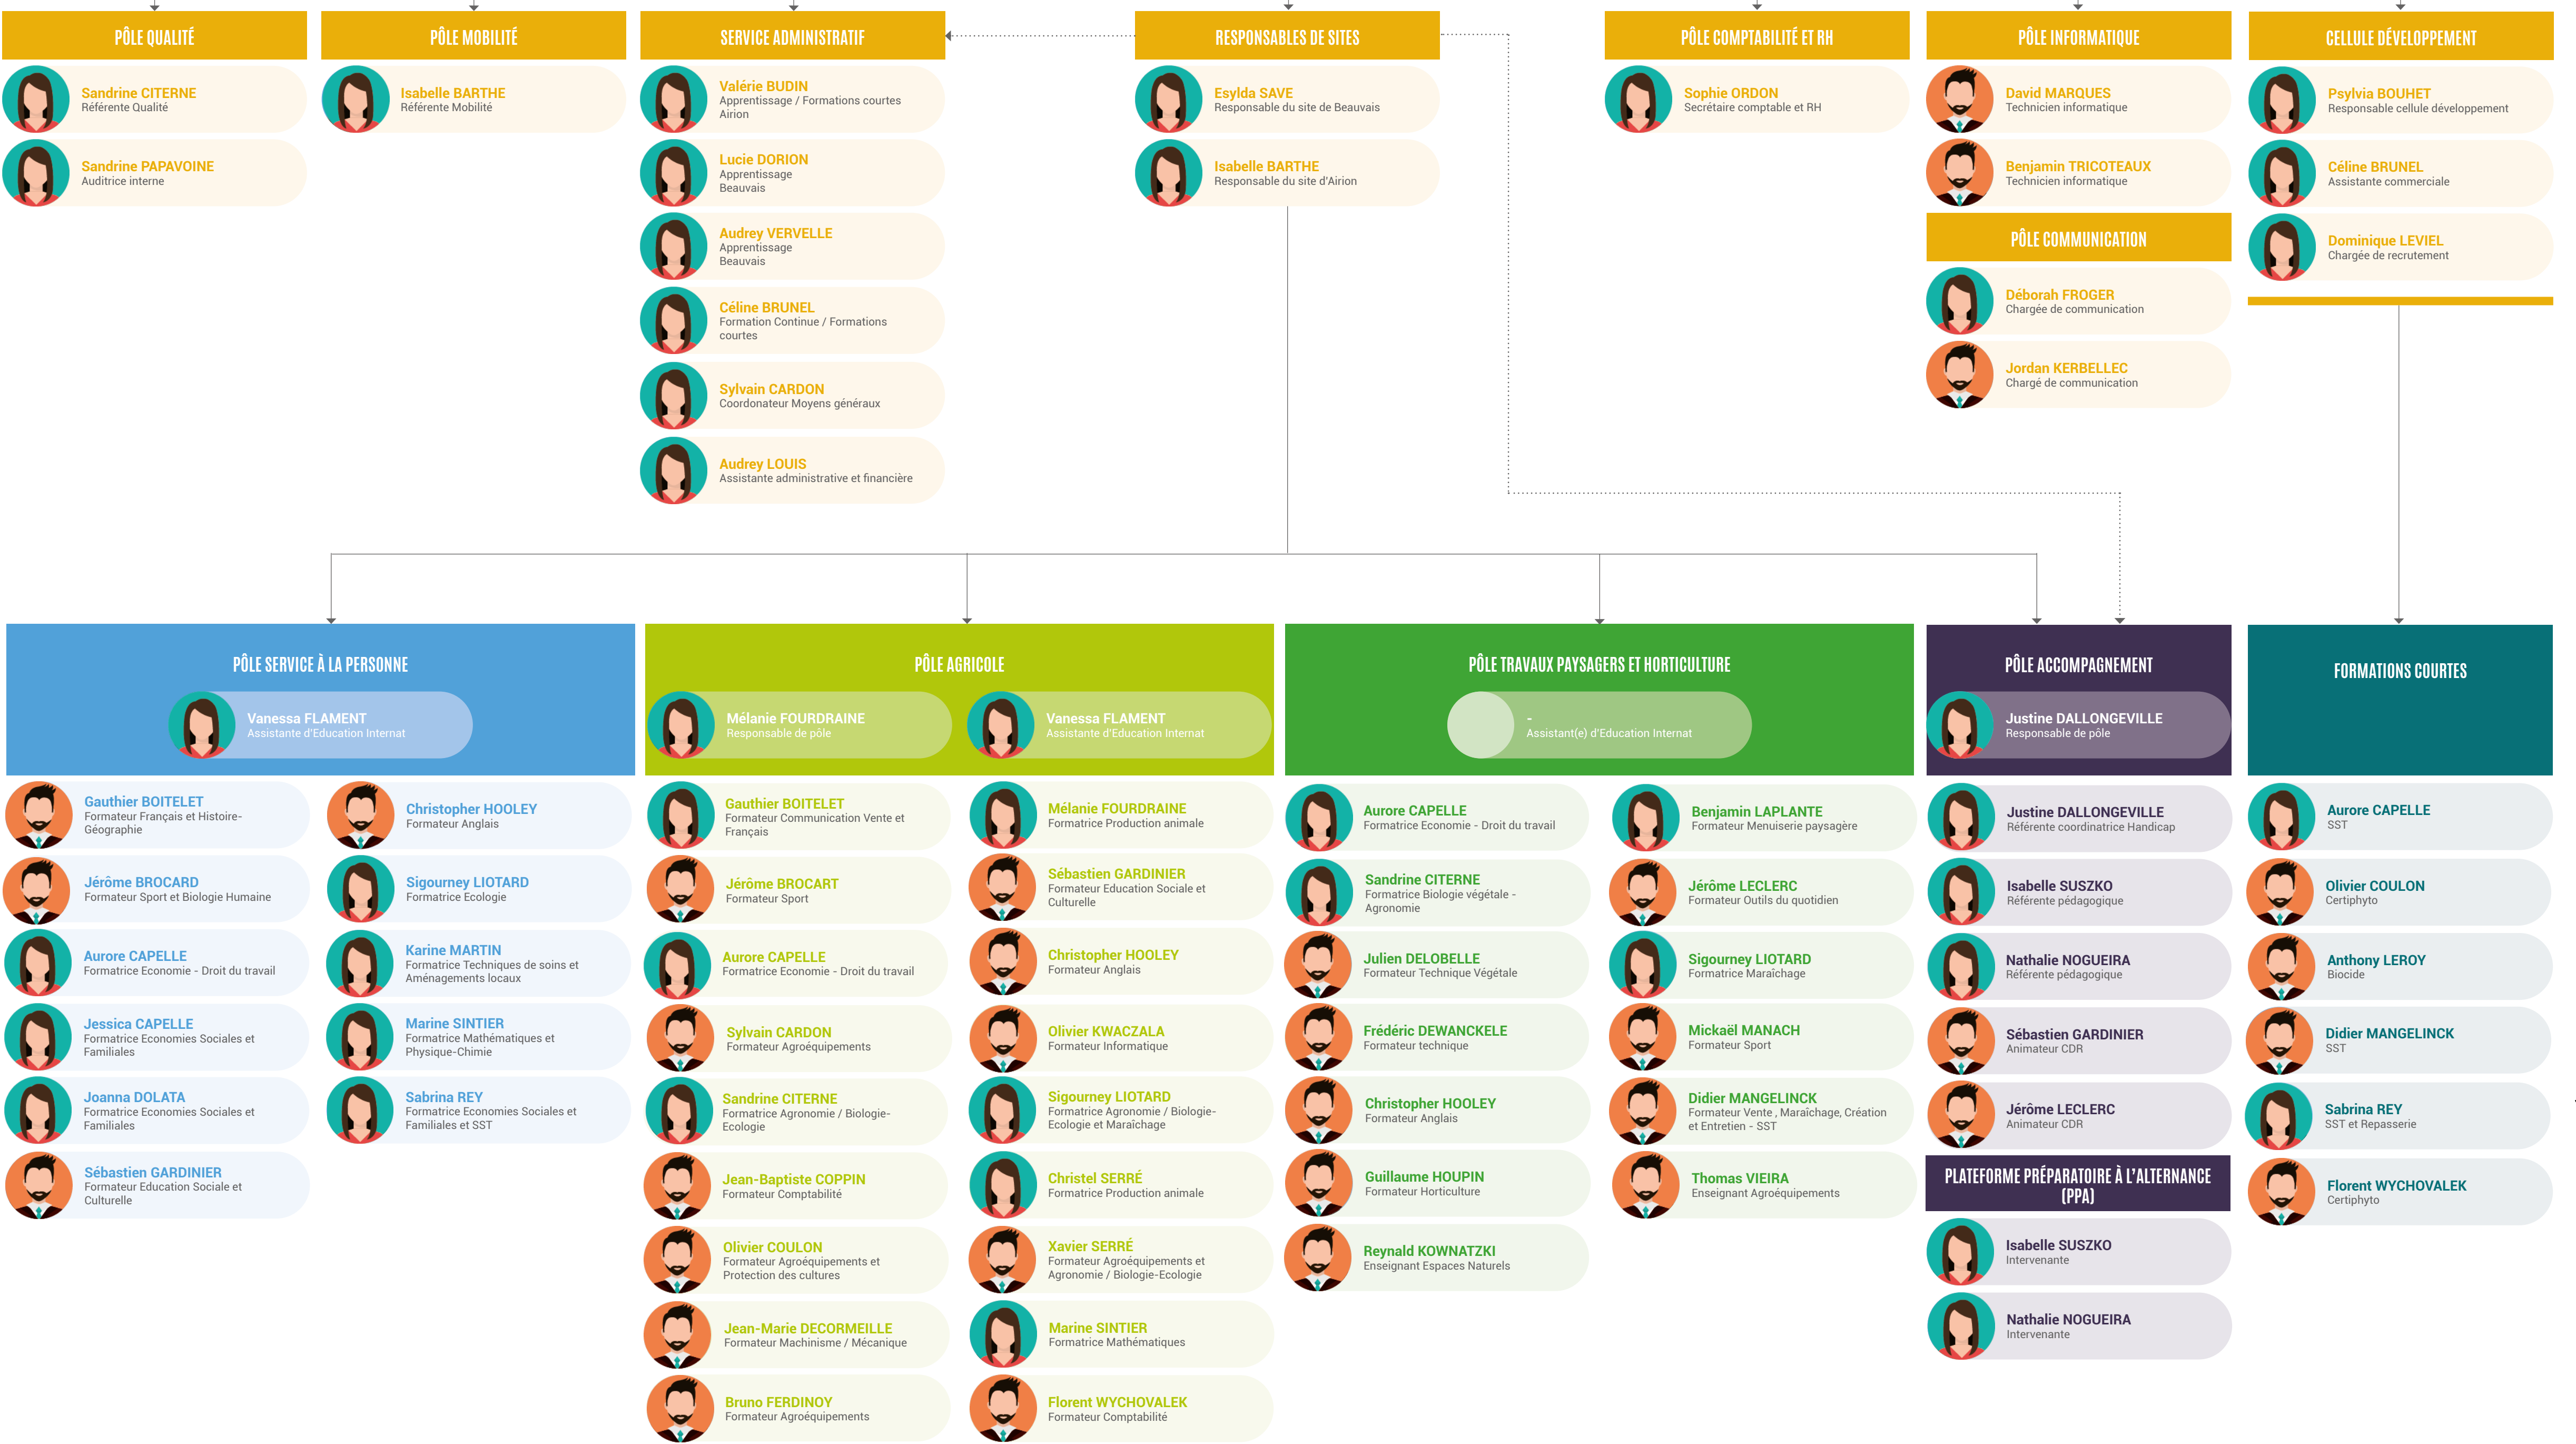 PÔLE QUALITÉ
Sandrine CITERNE
Référente Qualité
Sandrine PAPAVOINE
Auditrice interne
PÔLE MOBILITÉ
Isabelle BARTHE
Référente Mobilité
SERVICE ADMINISTRATIF
Valérie BUDIN
Apprentissage / Formations courtes
Airion
Lucie DORION
Apprentissage
Beauvais
Audrey VERVELLE
Apprentissage
Beauvais
Céline BRUNEL
Formation Continue / Formations
courtes
Sylvain CARDON
Coordonateur Moyens généraux
Audrey LOUIS
Assistante administrative et financière
RESPONSABLES DE SITES
Esylda SAVE
Responsable du site de Beauvais
Isabelle BARTHE
Responsable du site d'Airion
PÔLE COMPTABILITÉ ET RH
Sophie ORDON
Secrétaire comptable et RH
PÔLE INFORMATIQUE
David MARQUES
Technicien informatique
Benjamin TRICOTEAUX
Technicien informatique
PÔLE COMMUNICATION
Déborah FROGER
Chargée de communication
Jordan KERBELLEC
Chargé de communication
CELLULE DÉVELOPPEMENT
Psylvia BOUHET
Responsable cellule développement
Céline BRUNEL
Assistante commerciale
Dominique LEVIEL
Chargée de recrutement
PÔLE SERVICE À LA PERSONNE
Vanessa FLAMENT
Assistante d'Education Internat
Gauthier BOITELET
Formateur Français et Histoire-
Géographie
Jérôme BROCARD
Formateur Sport et Biologie Humaine
Aurore CAPELLE
Formatrice Economie - Droit du travail
Jessica CAPELLE
Formatrice Economies Sociales et
Familiales
Joanna DOLATA
Formatrice Economies Sociales et
Familiales
Sébastien GARDINIER
Formateur Education Sociale et
Culturelle
Christopher HOOLEY
Formateur Anglais
Sigourney LIOTARD
Formatrice Ecologie
Karine MARTIN
Formatrice Techniques de soins et
Aménagements locaux
Marine SINTIER
Formatrice Mathématiques et
Physique-Chimie
Sabrina REY
Formatrice Economies Sociales et
Familiales et SST
PÔLE AGRICOLE
Mélanie FOURDRAINE
Responsable de pôle
Vanessa FLAMENT
Assistante d'Education Internat
Gauthier BOITELET
Formateur Communication Vente et
Français
Jérôme BROCART
Formateur Sport
Aurore CAPELLE
Formatrice Economie - Droit du travail
Sylvain CARDON
Formateur Agroéquipements
Sandrine CITERNE
Formatrice Agronomie / Biologie-
Ecologie
Jean-Baptiste COPPIN
Formateur Comptabilité
Olivier COULON
Formateur Agroéquipements et
Protection des cultures
Jean-Marie DECORMEILLE
Formateur Machinisme / Mécanique
Bruno FERDINOY
Formateur Agroéquipements
Mélanie FOURDRAINE
Formatrice Production animale
Sébastien GARDINIER
Formateur Education Sociale et
Culturelle
Christopher HOOLEY
Formateur Anglais
Olivier KWACZALA
Formateur Informatique
Sigourney LIOTARD
Formatrice Agronomie / Biologie-
Ecologie et Maraîchage
Christel SERRÉ
Formatrice Production animale
Xavier SERRÉ
Formateur Agroéquipements et
Agronomie / Biologie-Ecologie
Marine SINTIER
Formatrice Mathématiques
Florent WYCHOVALEK
Formateur Comptabilité
PÔLE TRAVAUX PAYSAGERS ET HORTICULTURE
-
Assistant(e) d'Education Internat
Aurore CAPELLE
Formatrice Economie - Droit du travail
Sandrine CITERNE
Formatrice Biologie végétale -
Agronomie
Julien DELOBELLE
Formateur Technique Végétale
Frédéric DEWANCKELE
Formateur technique
Christopher HOOLEY
Formateur Anglais
Guillaume HOUPIN
Formateur Horticulture
Reynald KOWNATZKI
Enseignant Espaces Naturels
Benjamin LAPLANTE
Formateur Menuiserie paysagère
Jérôme LECLERC
Formateur Outils du quotidien
Sigourney LIOTARD
Formatrice Maraîchage
Mickaël MANACH
Formateur Sport
Didier MANGELINCK
Formateur Vente , Maraîchage, Création
et Entretien - SST
Thomas VIEIRA
Enseignant Agroéquipements
PÔLE ACCOMPAGNEMENT
Justine DALLONGEVILLE
Responsable de pôle
Justine DALLONGEVILLE
Référente coordinatrice Handicap
Isabelle SUSZKO
Référente pédagogique
Nathalie NOGUEIRA
Référente pédagogique
Sébastien GARDINIER
Animateur CDR
Jérôme LECLERC
Animateur CDR
PLATEFORME PRÉPARATOIRE À L'ALTERNANCE
(PPA)
Isabelle SUSZKO
Intervenante
Nathalie NOGUEIRA
Intervenante
FORMATIONS COURTES
Aurore CAPELLE
SST
Olivier COULON
Certiphyto
Anthony LEROY
Biocide
Didier MANGELINCK
SST
Sabrina REY
SST et Repasserie
Florent WYCHOVALEK
Certiphyto